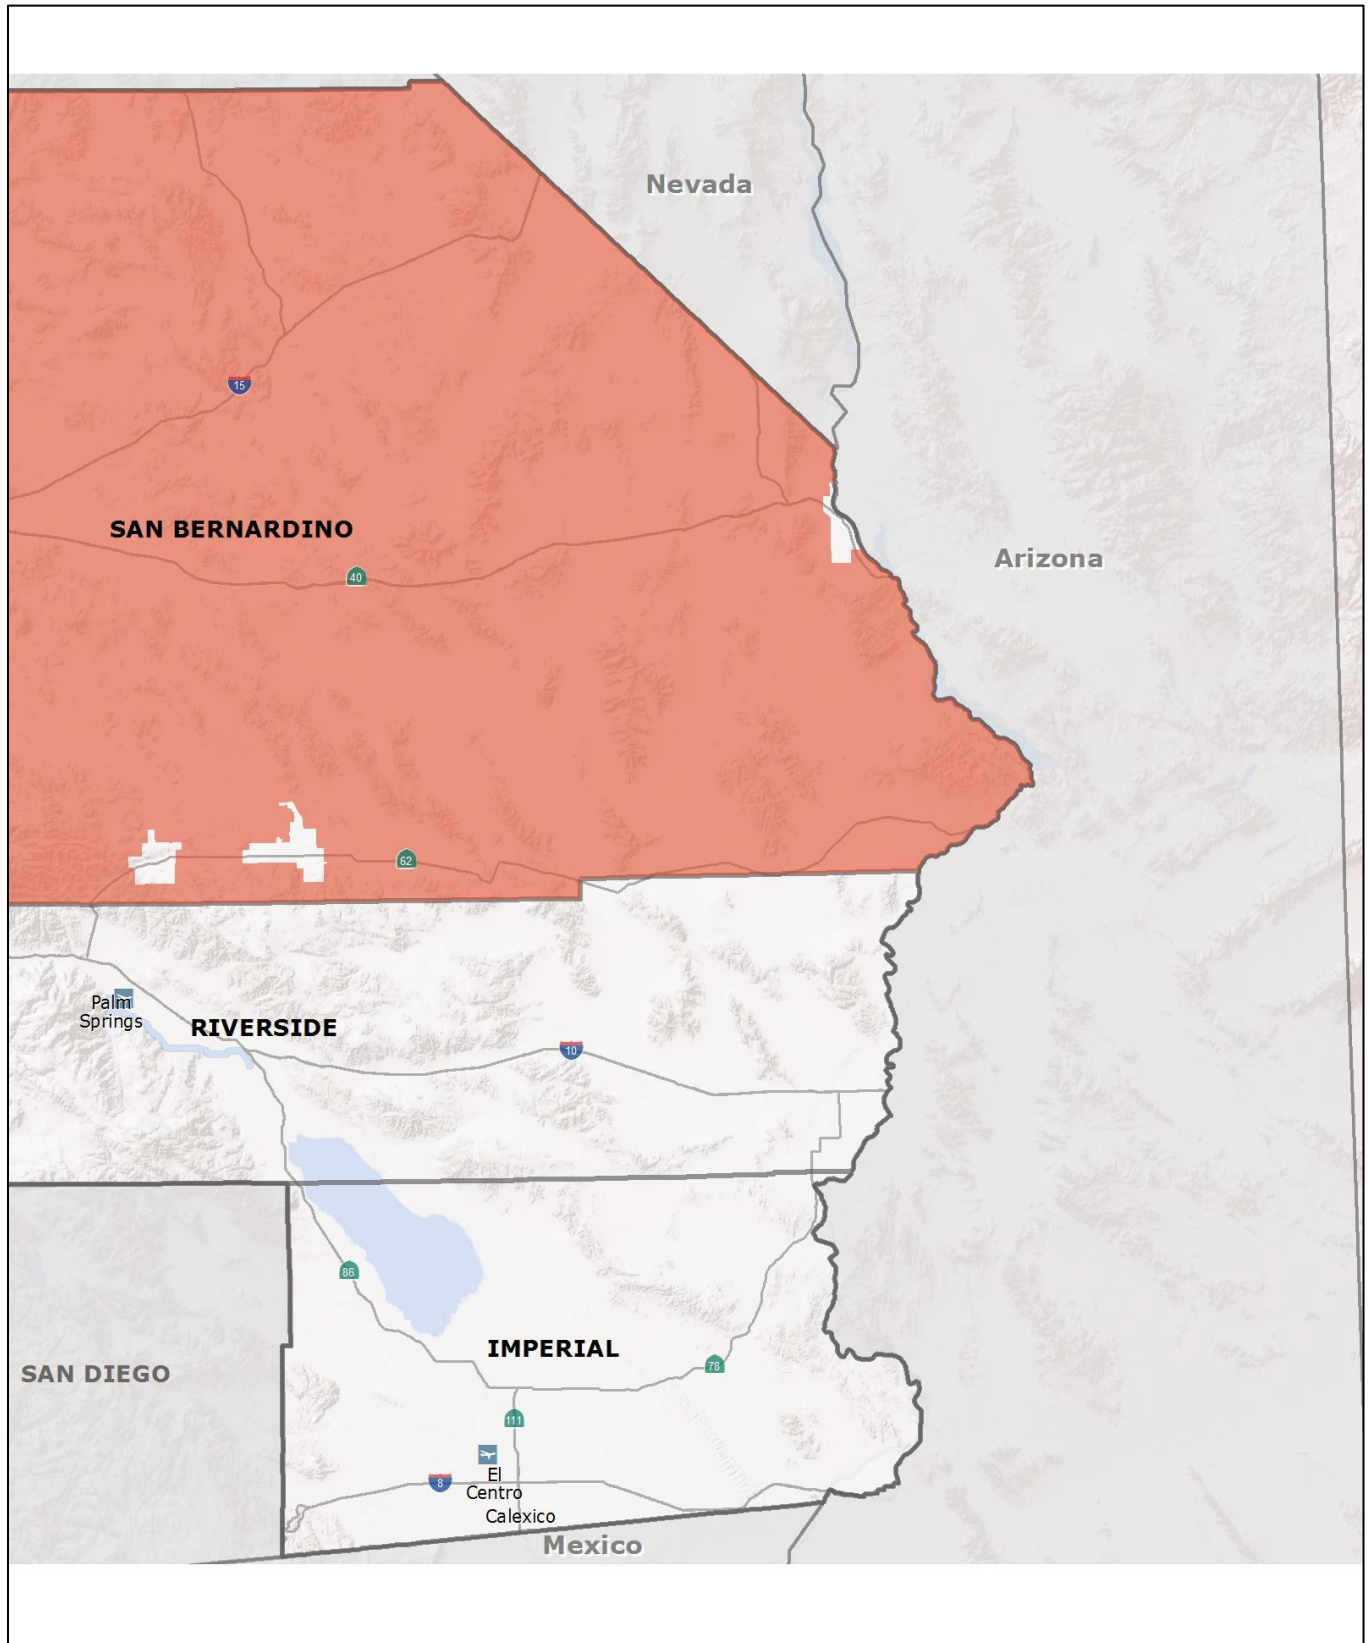 Nevada
15
SAN BERNARDINO
Arizona
40
62
Palm
Springs
RIVERSIDE
10
86
IMPERIAL
78
SAN DIEGO
111
El
8
Centro
Calexico
Mexico